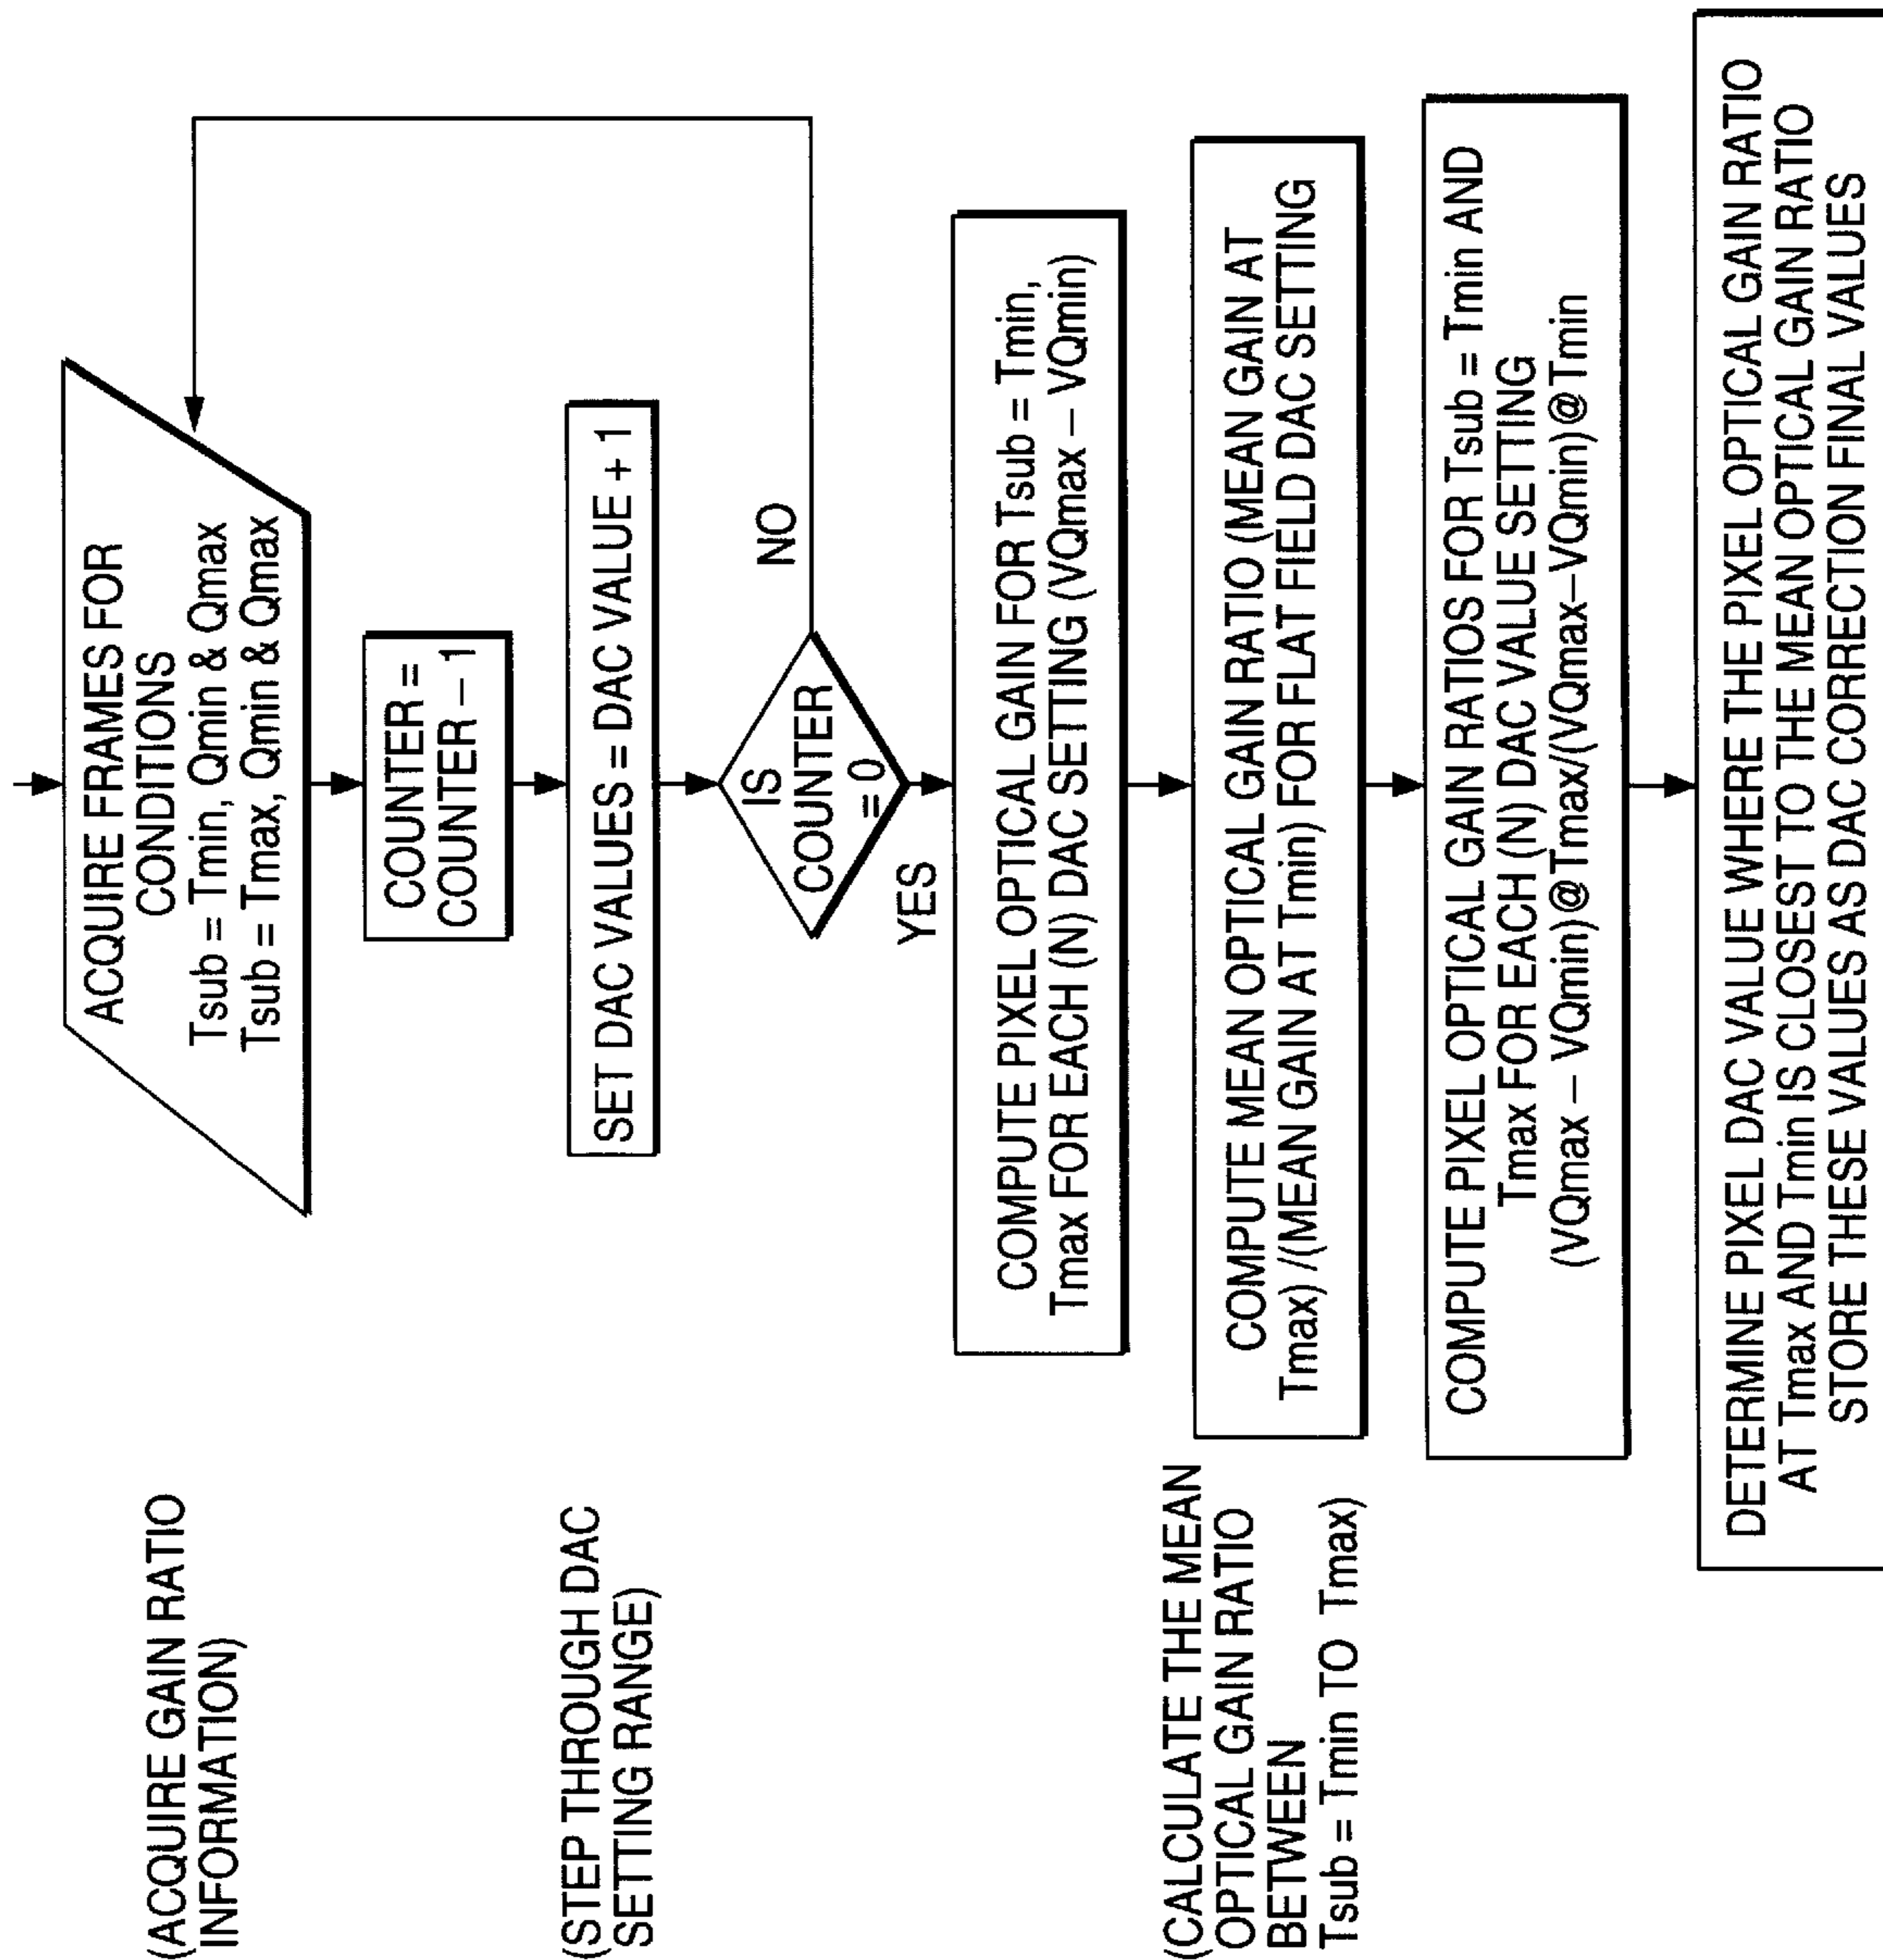 (ACQUIRE GAIN RATIO
INFORMATION)
ACQUIRE FRAMES FOR
CONDITIONS
Tsub = Tmin, Qmin & Qmax
Tsub = Tmax, Qmin & Qmax
COUNTER =
COUNTER – 1
(STEP THROUGH DAC
SETTING RANGE)
SET DAC VALUES = DAC VALUE + 1
IS
COUNTER
= 0
NO
YES
COMPUTE PIXEL OPTICAL GAIN FOR Tsub = Tmin,
Tmax FOR EACH (N) DAC SETTING (VQmax – VQmin)
(CALCULATE THE MEAN
OPTICAL GAIN RATIO
BETWEEN
Tsub = Tmin TO Tmax)
COMPUTE MEAN OPTICAL GAIN RATIO (MEAN GAIN AT
Tmax) /(MEAN GAIN AT Tmin) FOR FLAT FIELD DAC SETTING
COMPUTE PIXEL OPTICAL GAIN RATIOS FOR Tsub = Tmin AND
Tmax FOR EACH (N) DAC VALUE SETTING
(VQmax – VQmin)@Tmax/(VQmax–VQmin)@Tmin
DETERMINE PIXEL DAC VALUE WHERE THE PIXEL OPTICAL GAIN RATIO
AT Tmax AND Tmin IS CLOSEST TO THE MEAN OPTICAL GAIN RATIO
STORE THESE VALUES AS DAC CORRECTION FINAL VALUES